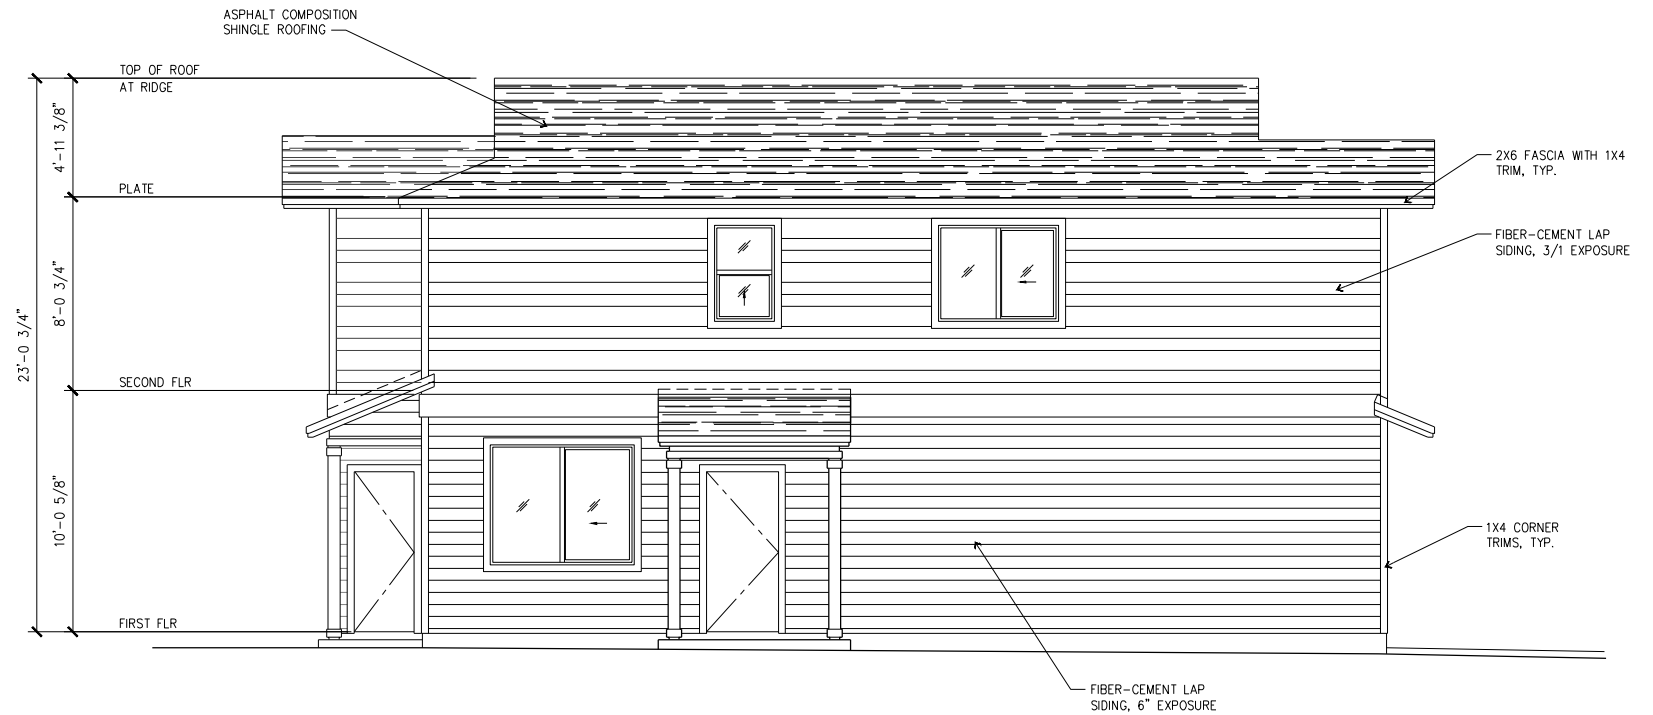 ASPHALT COMPOSITION
SHINGLE ROOFING
TOP OF ROOF
AT RIDGE
4'-11 3/8"
PLATE
2X6 FASCIA WITH 1X4
TRIM, TYP.
FIBER-CEMENT LAP
SIDING, 3/1 EXPOSURE
8'-0 3/4"
23'-0 3/4"
SECOND FLR
10'-0 5/8"
1X4 CORNER
TRIMS, TYP.
FIRST FLR
FIBER-CEMENT LAP
SIDING, 6" EXPOSURE